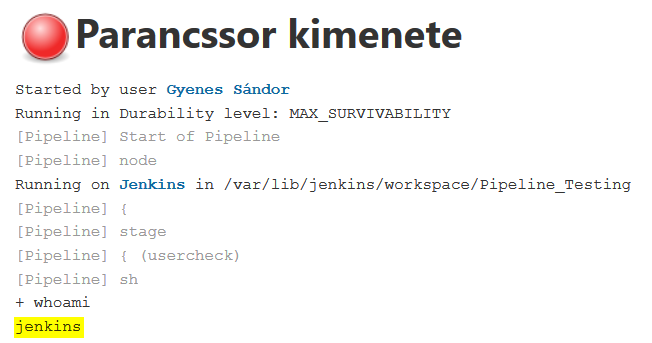 Parancssor kimenete
Started by user Gyenes Sándor
Running in Durability level: MAX_SURVIVABILITY
[Pipeline] Start of Pipeline
[Pipeline] node
Running on Jenkins in /var/lib/jenkins/workspace/Pipeline_Testing
[Pipeline] {
[Pipeline] stage
[Pipeline] { (usercheck)
[Pipeline] sh
+ whoami
jenkins